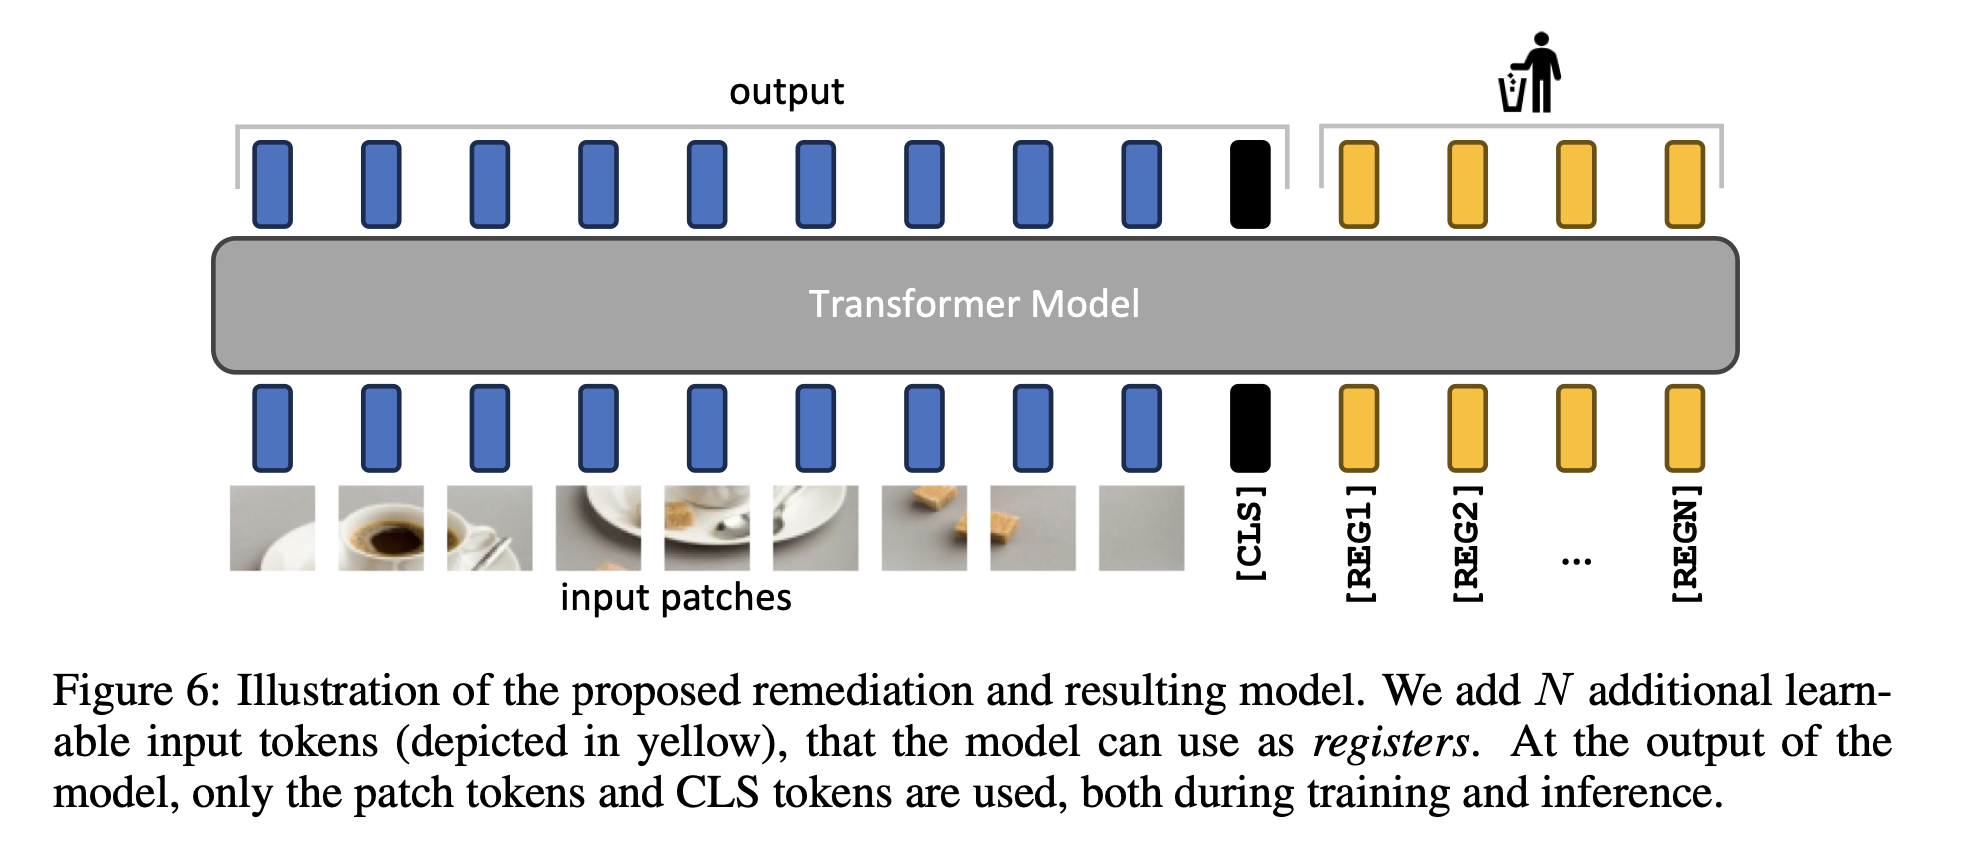 output
Transformer Model
[CLS]
[REG1]
[REG2]
...
[REGN]
input patches
Figure 6: Illustration of the proposed remediation and resulting model. We add N additional learn-
able input tokens (depicted in yellow), that the model can use as registers. At the output of the
model, only the patch tokens and CLS tokens are used, both during training and inference.